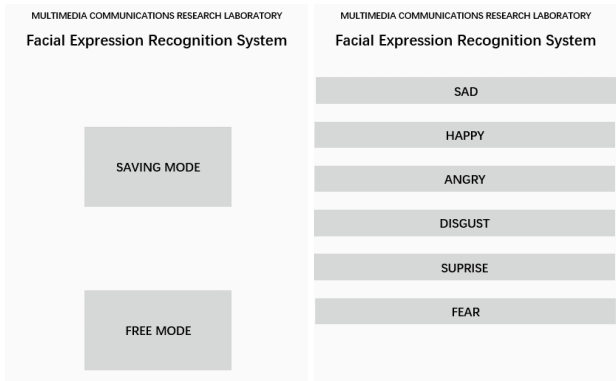 MULTIMEDIA COMMUNICATIONS RESEARCH LABORATORY
Facial Expression Recognition System
SAVING MODE
FREE MODE
MULTIMEDIA COMMUNICATIONS RESEARCH LABORATORY
Facial Expression Recognition System
SAD
HAPPY
ANGRY
DISGUST
SUPRISE
FEAR